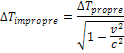 ΔT_impropre = ΔT_propre / √(1 − v²/c²)